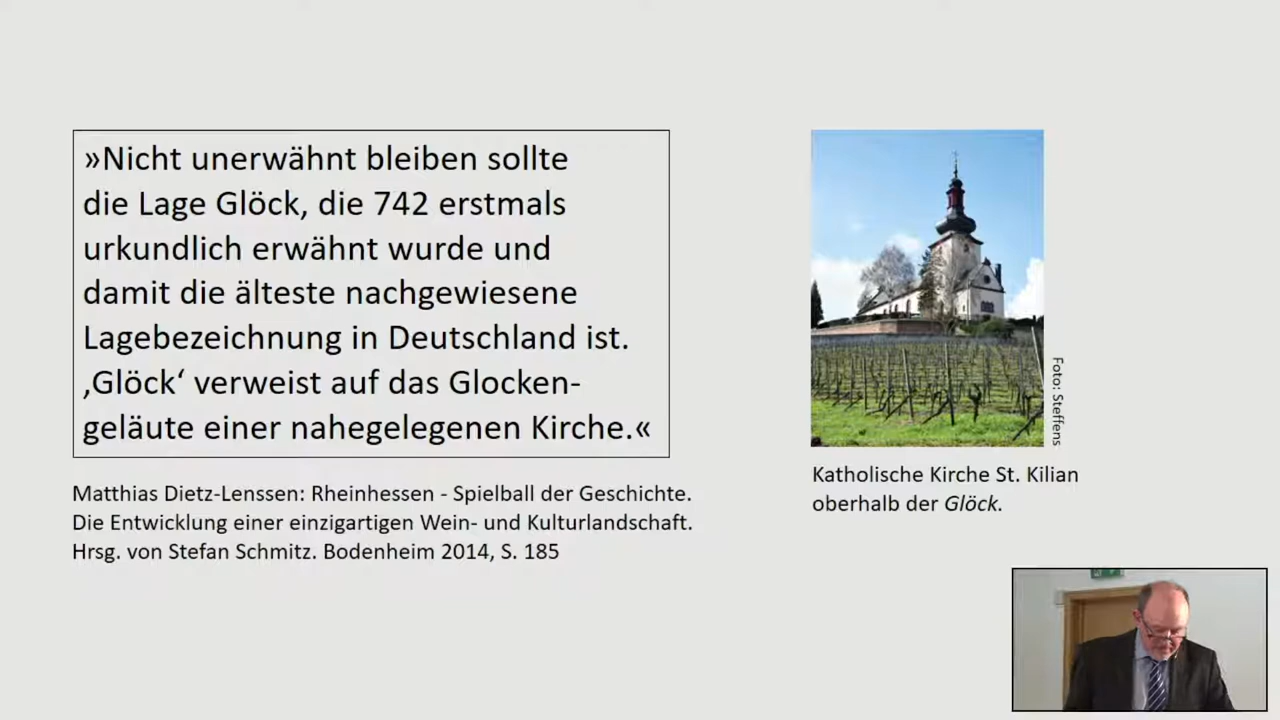 »Nicht unerwähnt bleiben sollte
die Lage Glöck, die 742 erstmals
urkundlich erwähnt wurde und
damit die älteste nachgewiesene
Lagebezeichnung in Deutschland ist.
‚Glöck‘ verweist auf das Glocken-
geläute einer nahegelegenen Kirche.«
Matthias Dietz-Lenssen: Rheinhessen - Spielball der Geschichte.
Die Entwicklung einer einzigartigen Wein- und Kulturlandschaft.
Hrsg. von Stefan Schmitz. Bodenheim 2014, S. 185
Foto: Steffens
Katholische Kirche St. Kilian
oberhalb der Glöck.